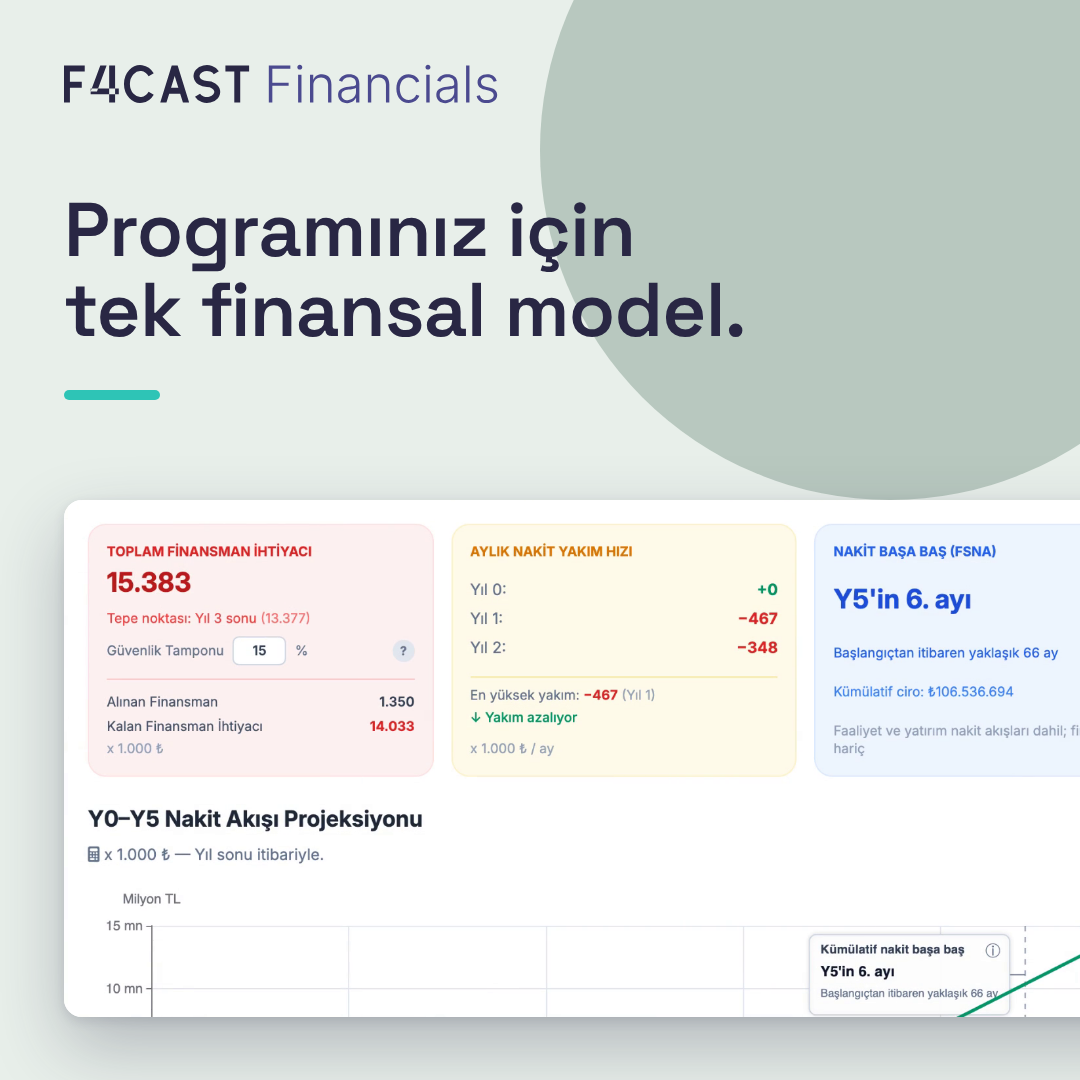 F4CAST Financials
Programınız için
tek finansal model.
TOPLAM FİNANSMAN İHTİYACI
15.383
Tepe noktası: Yıl 3 sonu (13.377)
Güvenlik Tamponu 15 % ?
Alınan Finansman 1.350
Kalan Finansman İhtiyacı 14.033
x 1.000 ₺
AYLIK NAKİT YAKIM HIZI
Yıl 0: +0
Yıl 1: −467
Yıl 2: −348
En yüksek yakım: −467 (Yıl 1)
↓ Yakım azalıyor
x 1.000 ₺ / ay
NAKİT BAŞA BAŞ (FSNA)
Y5'in 6. ayı
Başlangıçtan itibaren yaklaşık 66 ay
Kümülatif ciro: ₺106.536.694
Faaliyet ve yatırım nakit akışları dahil;
hariç
Y0–Y5 Nakit Akışı Projeksiyonu
x 1.000 ₺ — Yıl sonu itibariyle.
Milyon TL
15 mn
10 mn
Kümülatif nakit başa baş
Y5'in 6. ayı
Başlangıçtan itibaren yaklaşık 66 ay